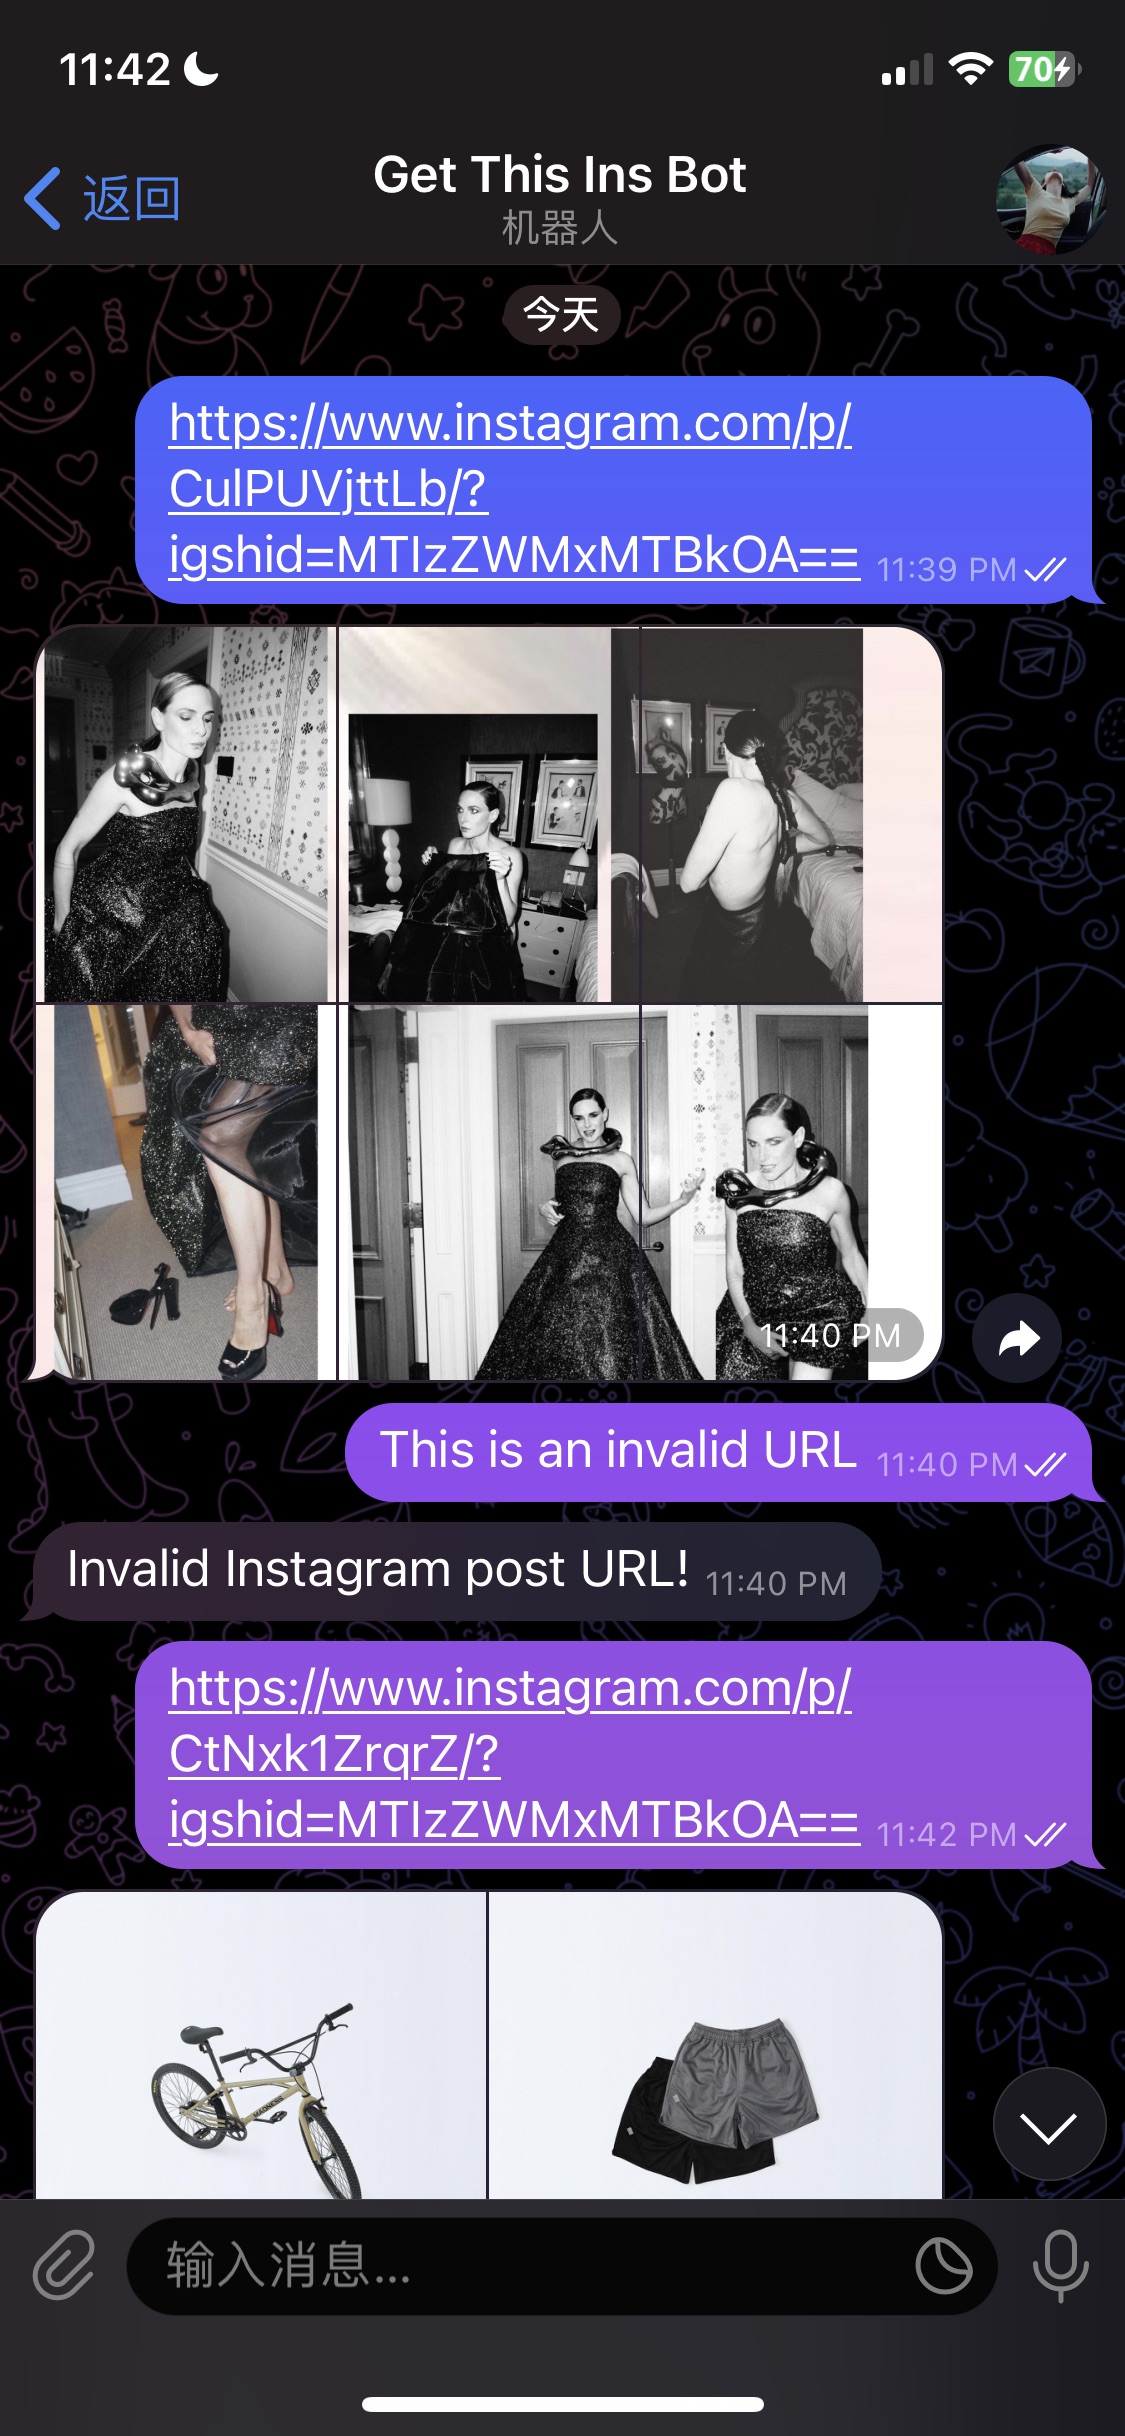 11:42
70
返回
Get This Ins Bot
机器人
今天
https://www.instagram.com/p/
CulPUVjttLb/?
igshid=MTIzZWMxMTBkOA==
11:39 PM
11:40 PM
This is an invalid URL
11:40 PM
Invalid Instagram post URL!
11:40 PM
https://www.instagram.com/p/
CtNxk1ZrqrZ/?
igshid=MTIzZWMxMTBkOA==
11:42 PM
MADNESS
输入消息...